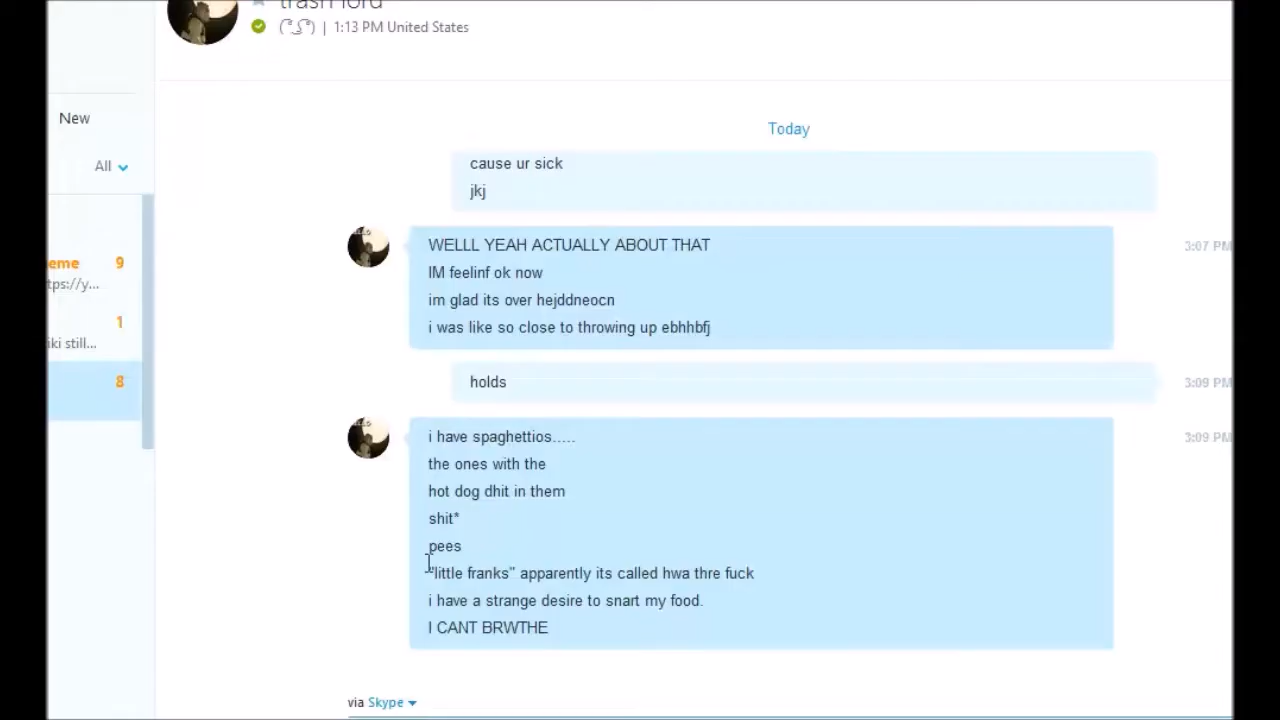 trash lord
( ͡° ͜ʖ ͡°) | 1:13 PM United States
New
All
eme 9
tps://y...
1
iki still...
8
Today
cause ur sick
jkj
WELLL YEAH ACTUALLY ABOUT THAT
3:07 PM
IM feelinf ok now
im glad its over hejddneocn
i was like so close to throwing up ebhhbfj
holds
3:09 PM
i have spaghettios.....
3:09 PM
the ones with the
hot dog dhit in them
shit*
pees
"little franks" apparently its called hwa thre fuck
i have a strange desire to snart my food.
I CANT BRWTHE
via Skype